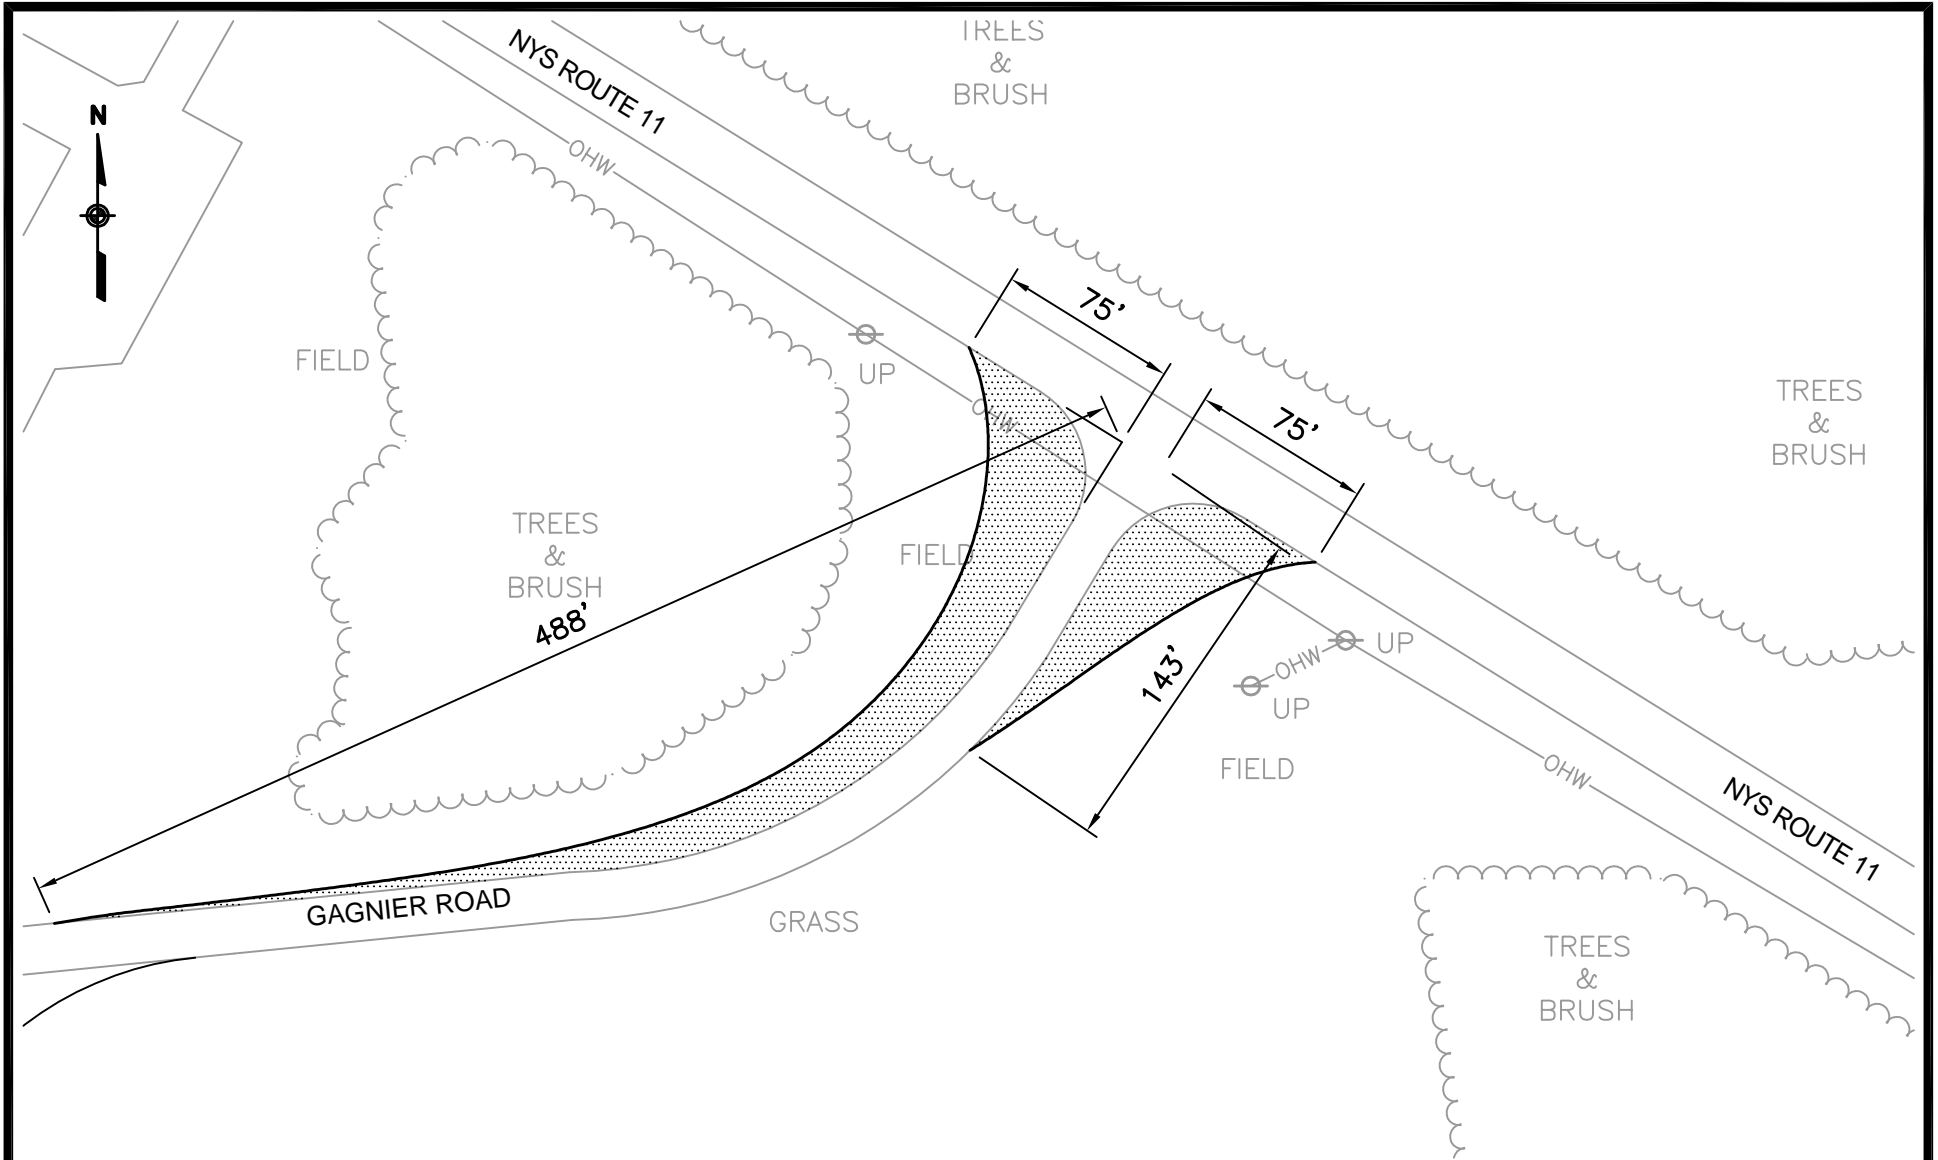 TREES
&
BRUSH
NYS ROUTE 11
N
OHW
75'
FIELD
UP
TREES
&
BRUSH
OHW
75'
TREES
&
BRUSH
FIELD
488'
143'
OHW
UP
UP
FIELD
OHW
NYS ROUTE 11
GAGNIER ROAD
GRASS
TREES
&
BRUSH